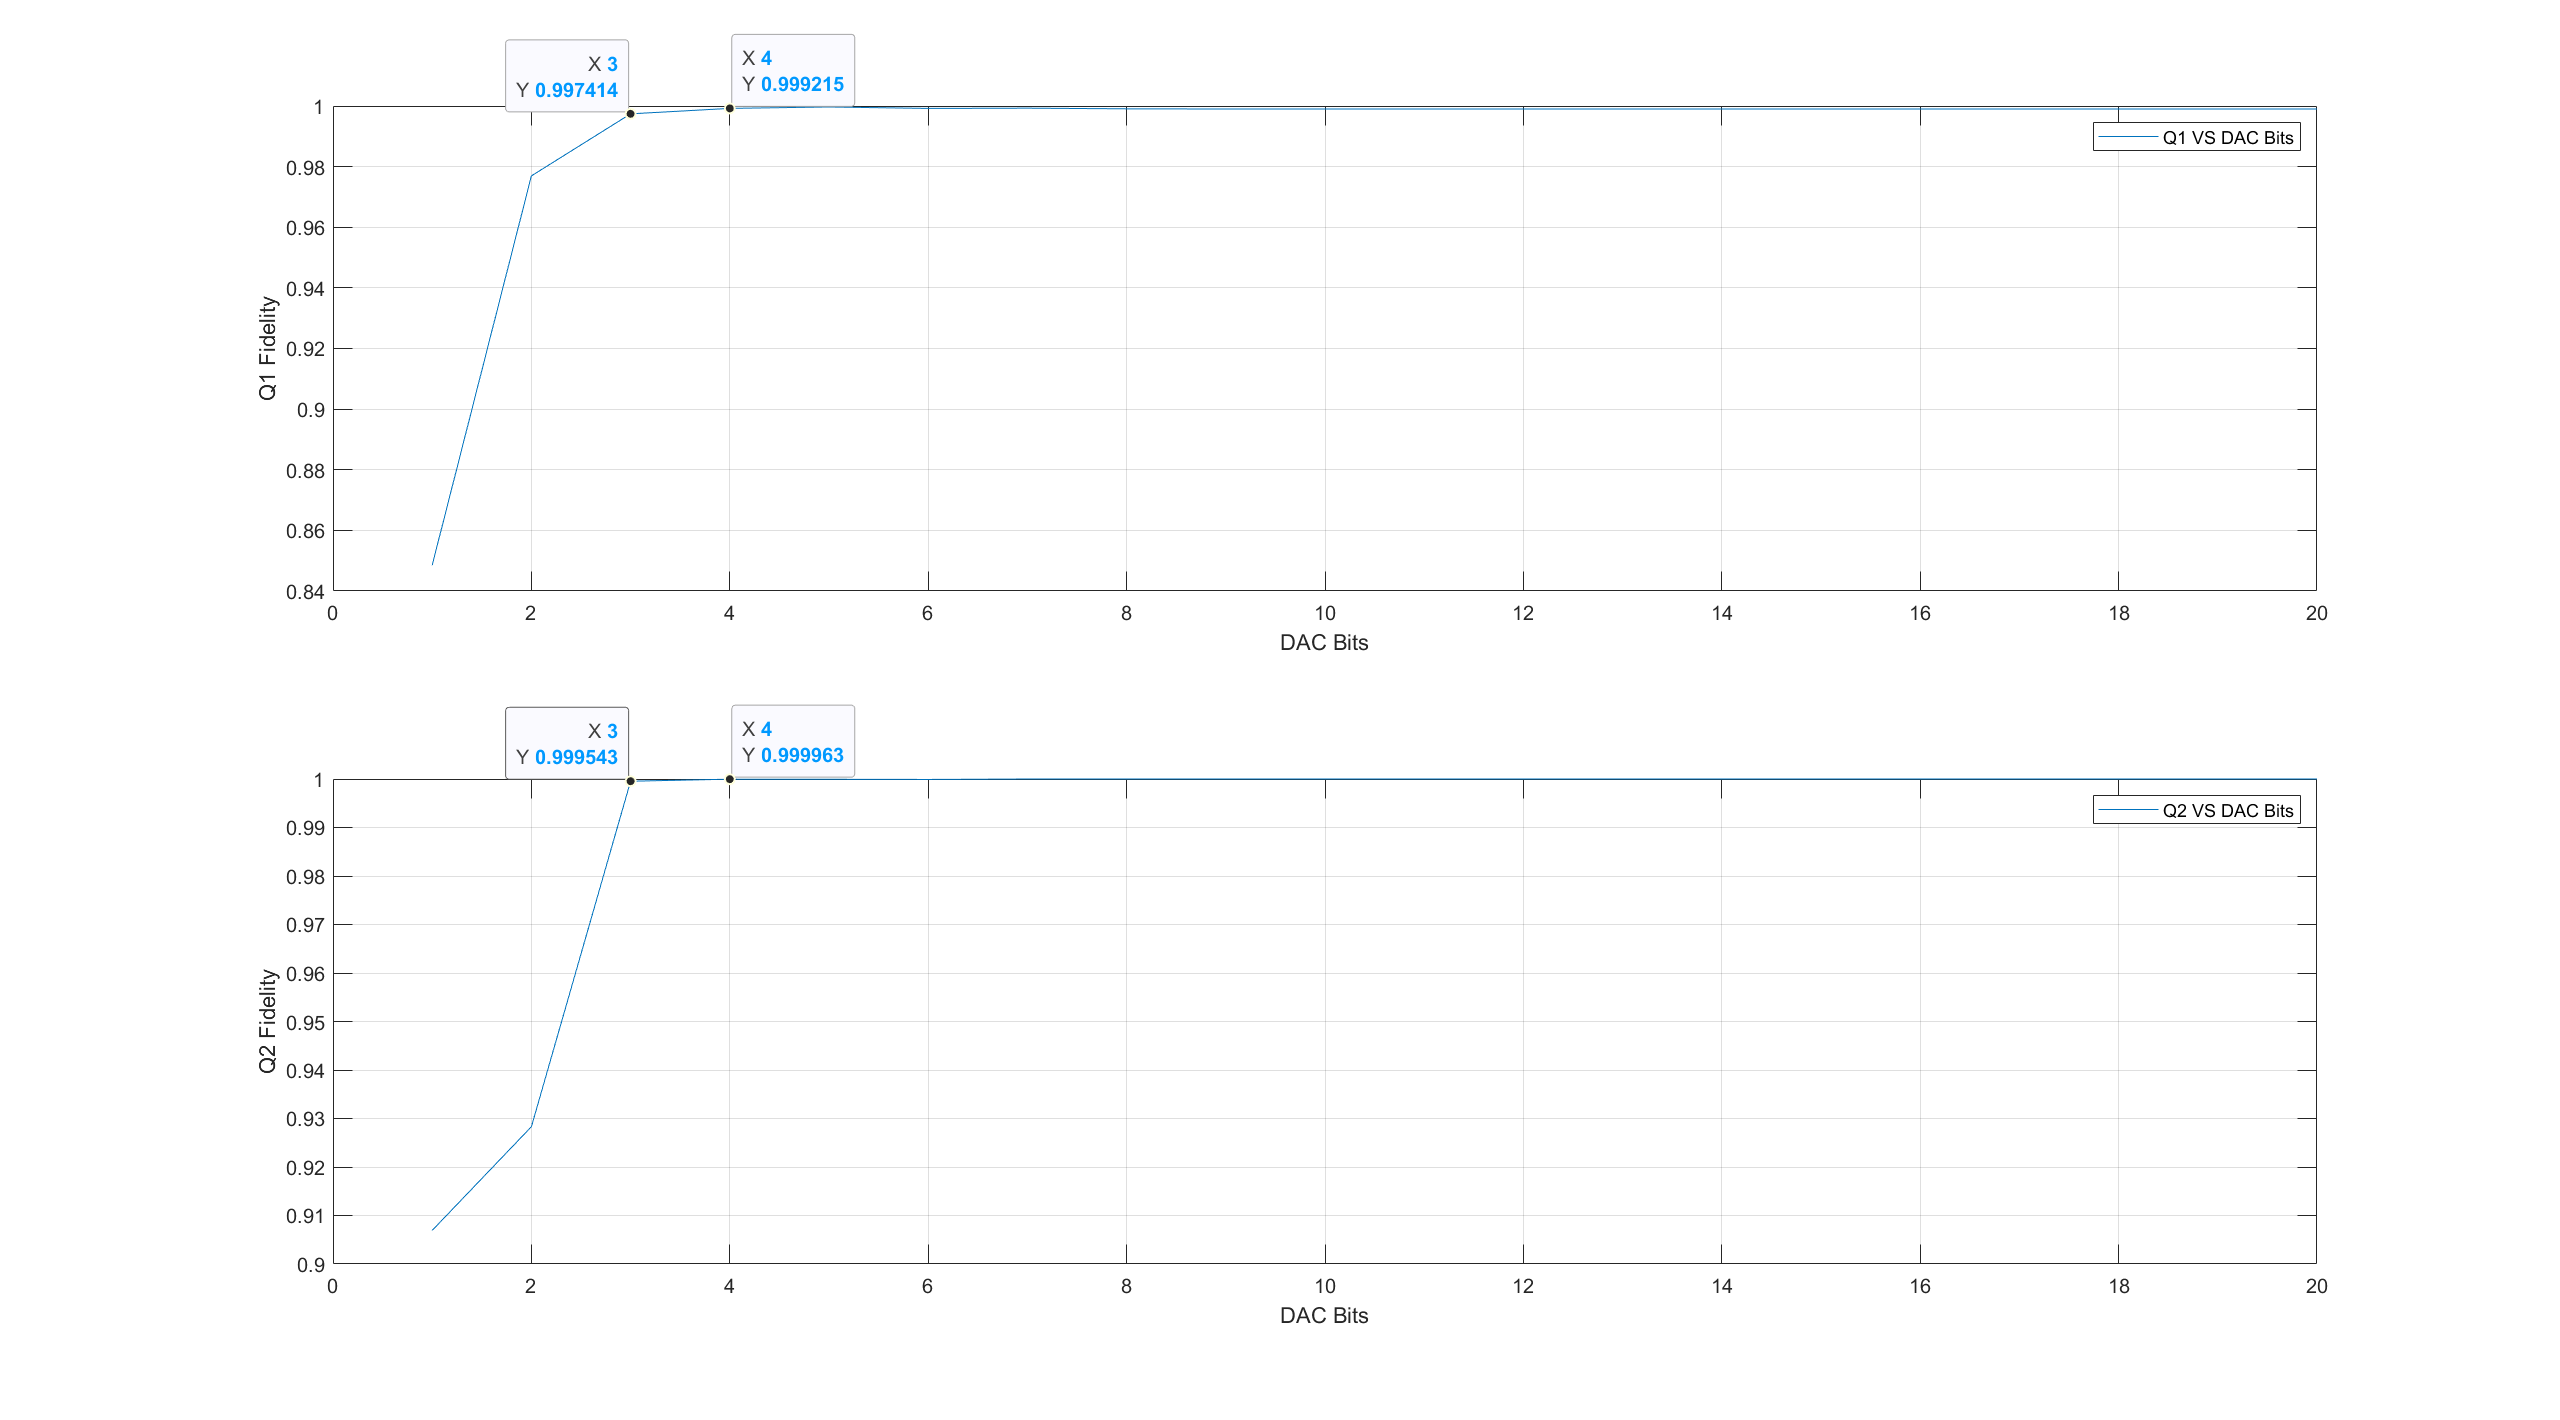 X 3
Y 0.997414
X 4
Y 0.999215
1
0.98
0.96
0.94
0.92
0.9
0.88
0.86
0.84
Q1 Fidelity
Q1 VS DAC Bits
0 2 4 6 8 10 12 14 16 18 20
DAC Bits
X 3
Y 0.999543
X 4
Y 0.999963
1
0.99
0.98
0.97
0.96
0.95
0.94
0.93
0.92
0.91
0.9
Q2 Fidelity
Q2 VS DAC Bits
0 2 4 6 8 10 12 14 16 18 20
DAC Bits